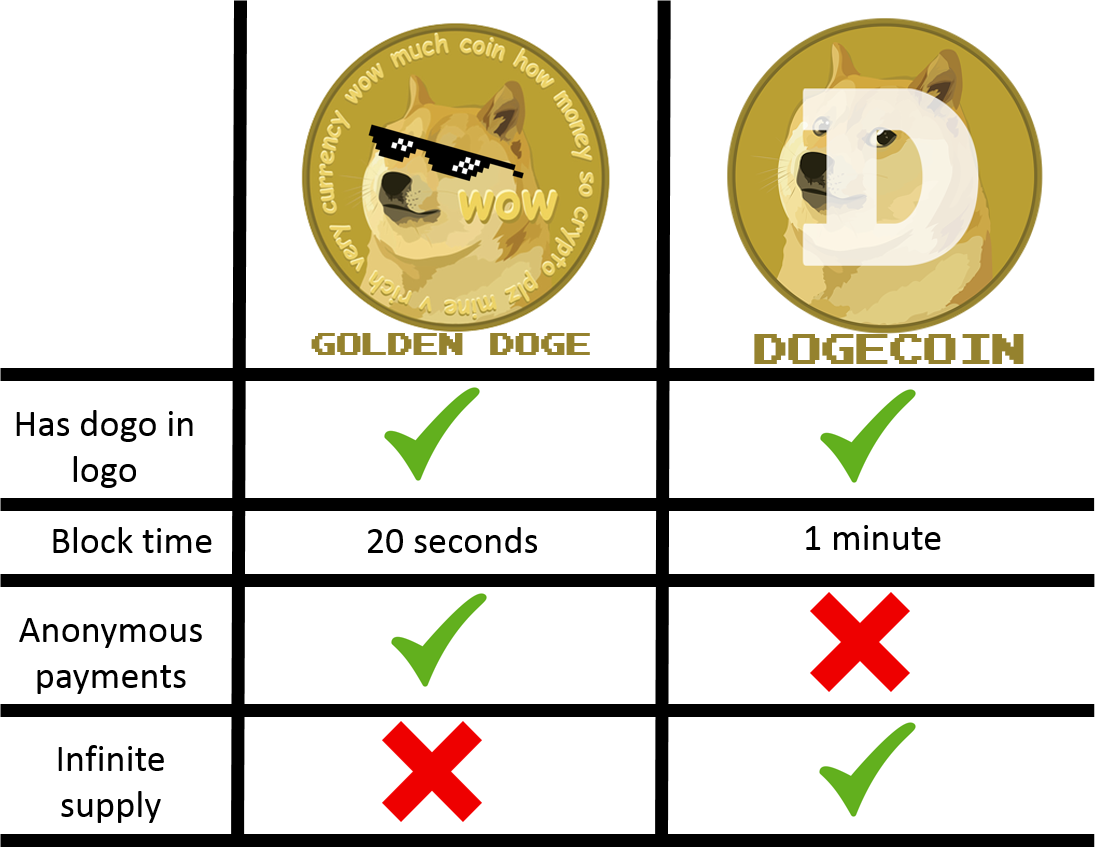 very currency wow much coin how money so crypto plz mine v rich
wow
D
GOLDEN DOGE
DOGECOIN
Has dogo in
logo
Block time
20 seconds
1 minute
Anonymous
payments
Infinite
supply